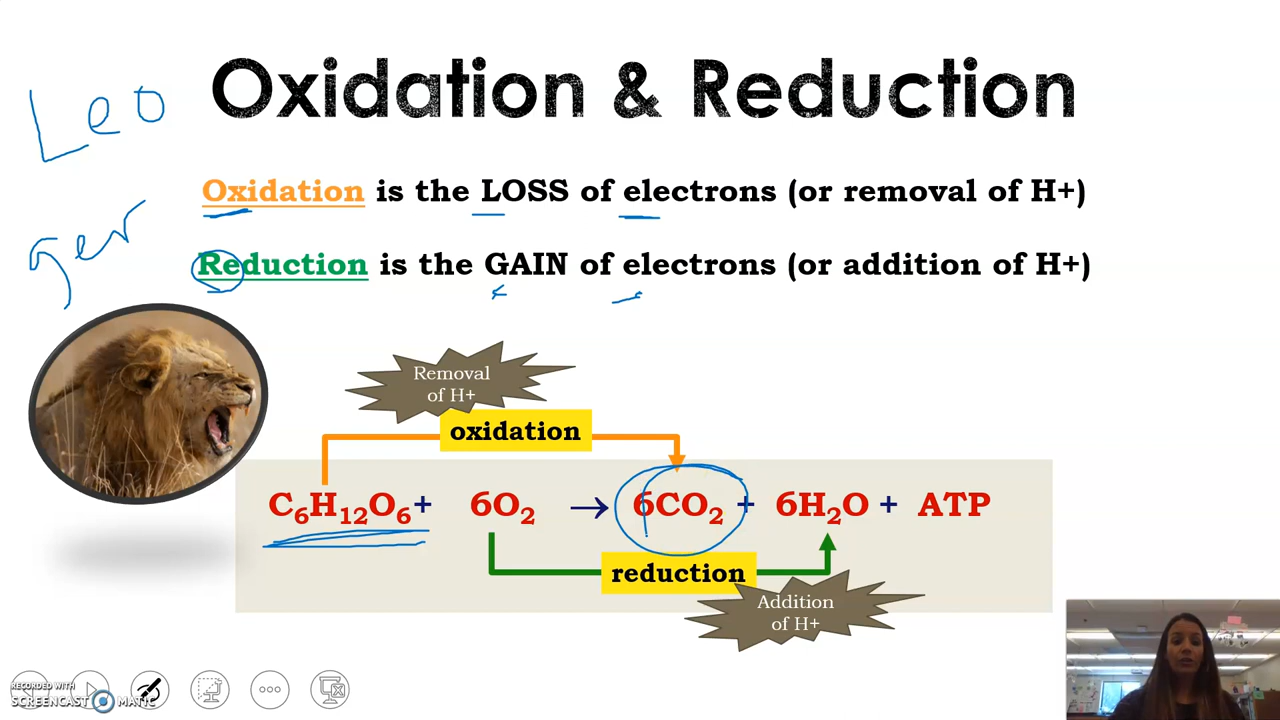 Leo
Oxidation & Reduction
Oxidation is the LOSS of electrons (or removal of H+)
ger
Reduction is the GAIN of electrons (or addition of H+)
Removal
of H+
oxidation
C₆H₁₂O₆+ 6O₂ → 6CO₂ + 6H₂O + ATP
reduction
Addition
of H+
RECORDED WITH
SCREENCAST MATIC